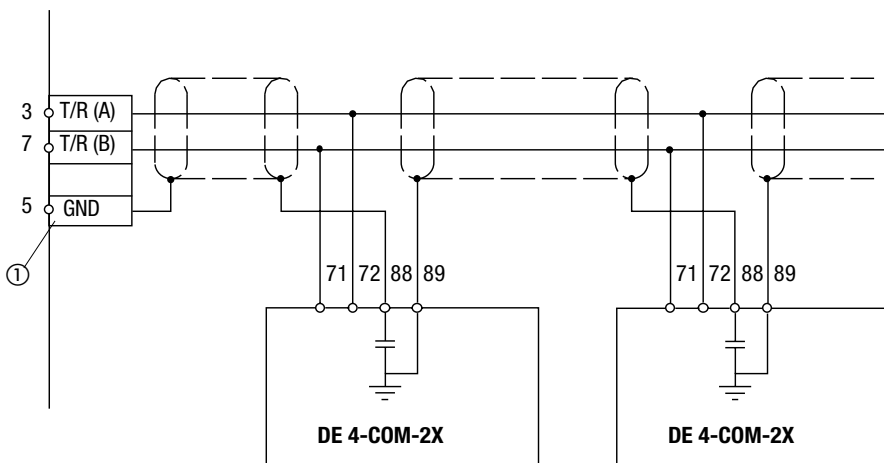 3 T/R (A)
7 T/R (B)
5 GND
①
71 72 88 89
71 72 88 89
DE 4-COM-2X
DE 4-COM-2X